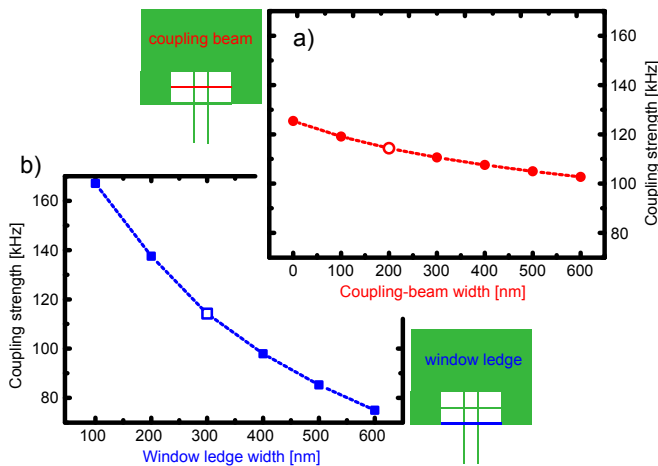 coupling beam
a)
160
140
120
100
80
Coupling strength [kHz]
0 100 200 300 400 500 600
Coupling-beam width [nm]
b)
160
140
120
100
80
Coupling strength [kHz]
100 200 300 400 500 600
Window ledge width [nm]
window ledge